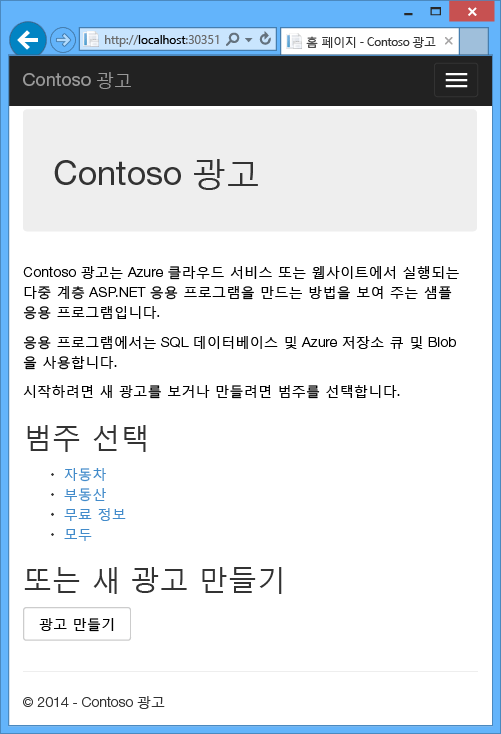 http://localhost:30351
홈 페이지 - Contoso 광고
Contoso 광고
Contoso 광고
Contoso 광고는 Azure 클라우드 서비스 또는 웹사이트에서 실행되는
다중 계층 ASP.NET 응용 프로그램을 만드는 방법을 보여 주는 샘플
응용 프로그램입니다.
응용 프로그램에서는 SQL 데이터베이스 및 Azure 저장소 큐 및 Blob
을 사용합니다.
시작하려면 새 광고를 보거나 만들려면 범주를 선택합니다.
범주 선택
• 자동차
• 부동산
• 무료 정보
• 모두
또는 새 광고 만들기
광고 만들기
© 2014 - Contoso 광고